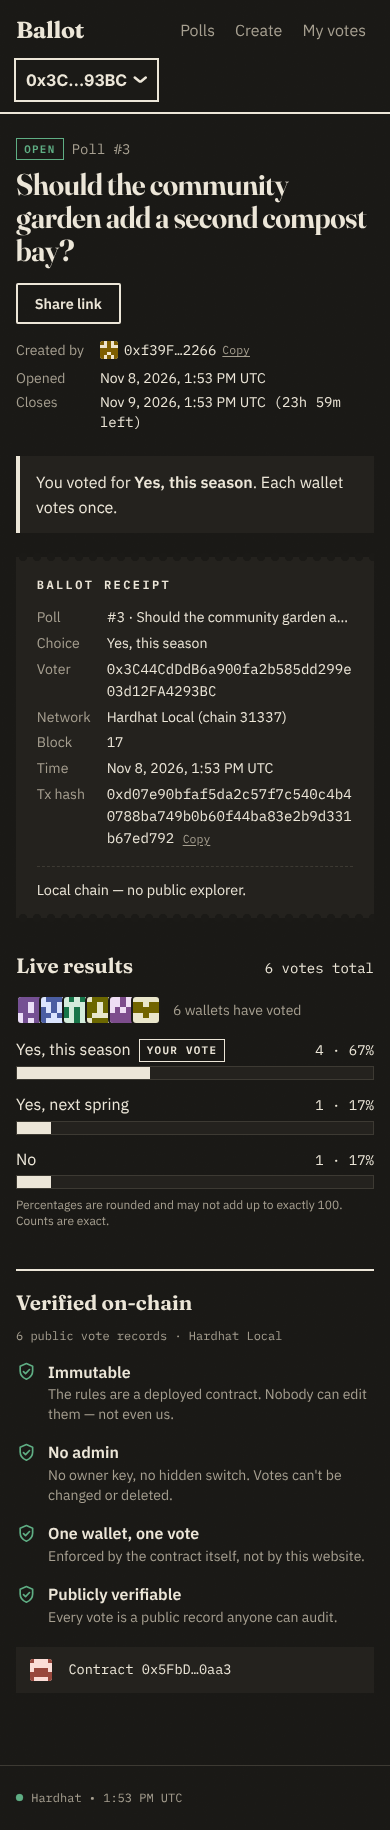 Ballot
Polls Create My votes
0x3C...93BC
OPEN Poll #3
Should the community
garden add a second compost
bay?
Share link
Created by 0xf39F…2266 Copy
Opened Nov 8, 2026, 1:53 PM UTC
Closes Nov 9, 2026, 1:53 PM UTC (23h 59m
left)
You voted for Yes, this season. Each wallet
votes once.
BALLOT RECEIPT
Poll #3 · Should the community garden a...
Choice Yes, this season
Voter 0x3C44CdDdB6a900fa2b585dd299e
03d12FA4293BC
Network Hardhat Local (chain 31337)
Block 17
Time Nov 8, 2026, 1:53 PM UTC
Tx hash 0xd07e90bfaf5da2c57f7c540c4b4
0788ba749b0b60f44ba83e2b9d331
b67ed792 Copy
Local chain — no public explorer.
Live results 6 votes total
6 wallets have voted
Yes, this season YOUR VOTE 4 · 67%
Yes, next spring 1 · 17%
No 1 · 17%
Percentages are rounded and may not add up to exactly 100.
Counts are exact.
Verified on-chain
6 public vote records · Hardhat Local
Immutable
The rules are a deployed contract. Nobody can edit
them — not even us.
No admin
No owner key, no hidden switch. Votes can't be
changed or deleted.
One wallet, one vote
Enforced by the contract itself, not by this website.
Publicly verifiable
Every vote is a public record anyone can audit.
Contract 0x5FbD…0aa3
Hardhat • 1:53 PM UTC